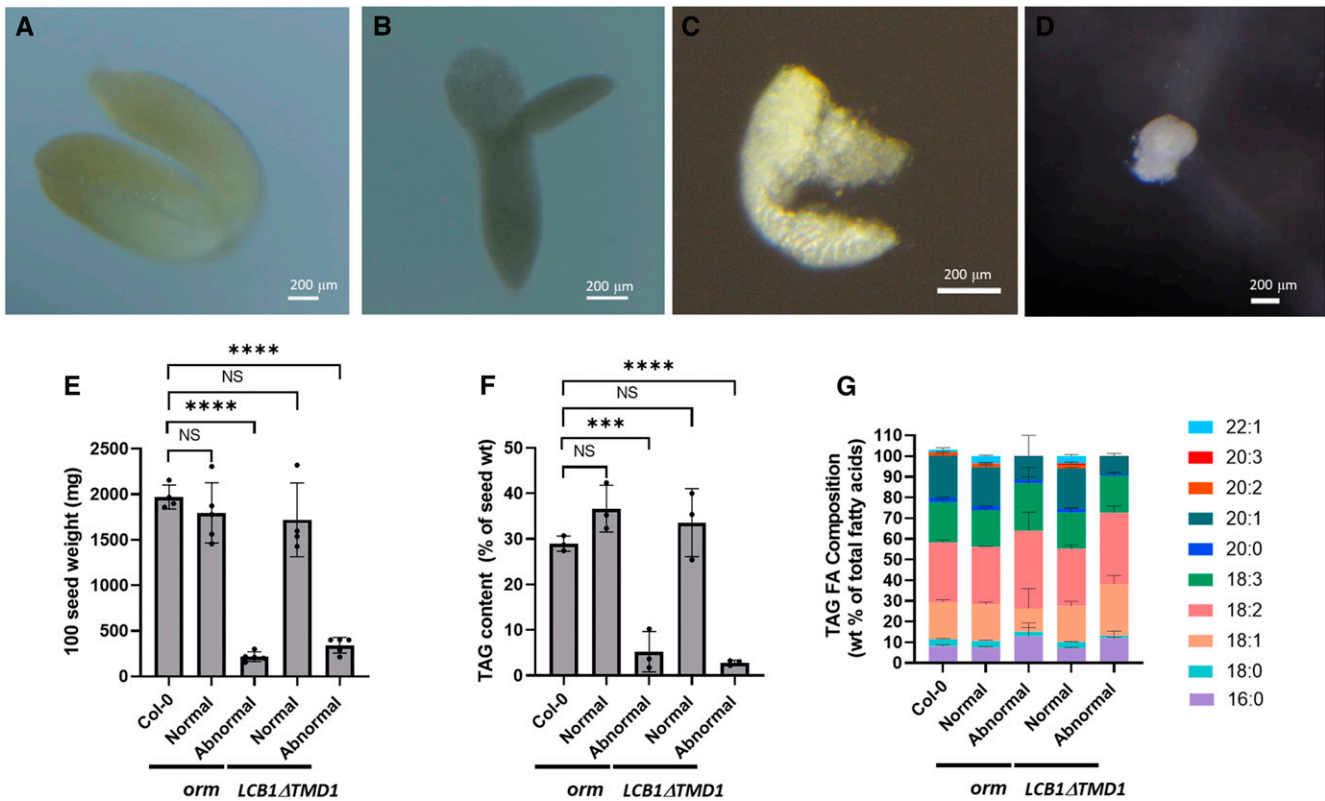 A
B
C
D
200 μm
200 μm
200 μm
200 μm
E
****
NS
****
NS
100 seed weight (mg)
2500
2000
1500
1000
500
0
Col-0
Normal
Abnormal
Normal
Abnormal
orm
LCB1ΔTMD1
F
****
NS
***
NS
TAG content (% of seed wt)
50
40
30
20
10
0
Col-0
Normal
Abnormal
Normal
Abnormal
orm
LCB1ΔTMD1
G
TAG FA Composition
(wt % of total fatty acids)
110
100
90
80
70
60
50
40
30
20
10
0
Col-0
Normal
Abnormal
Normal
Abnormal
orm
LCB1ΔTMD1
22:1
20:3
20:2
20:1
20:0
18:3
18:2
18:1
18:0
16:0